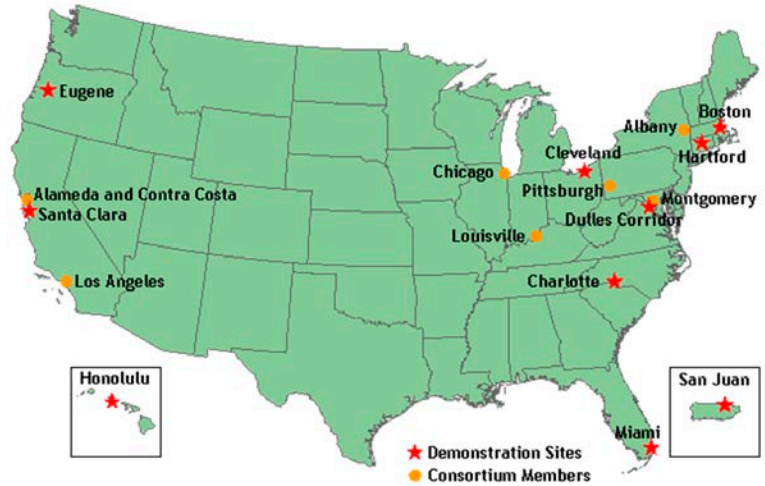 Eugene
Boston
Albany
Hartford
Cleveland
Chicago
Pittsburgh
Montgomery
Alameda and Contra Costa
Santa Clara
Dulles Corridor
Louisville
Los Angeles
Charlotte
Honolulu
San Juan
Miami
Demonstration Sites
Consortium Members